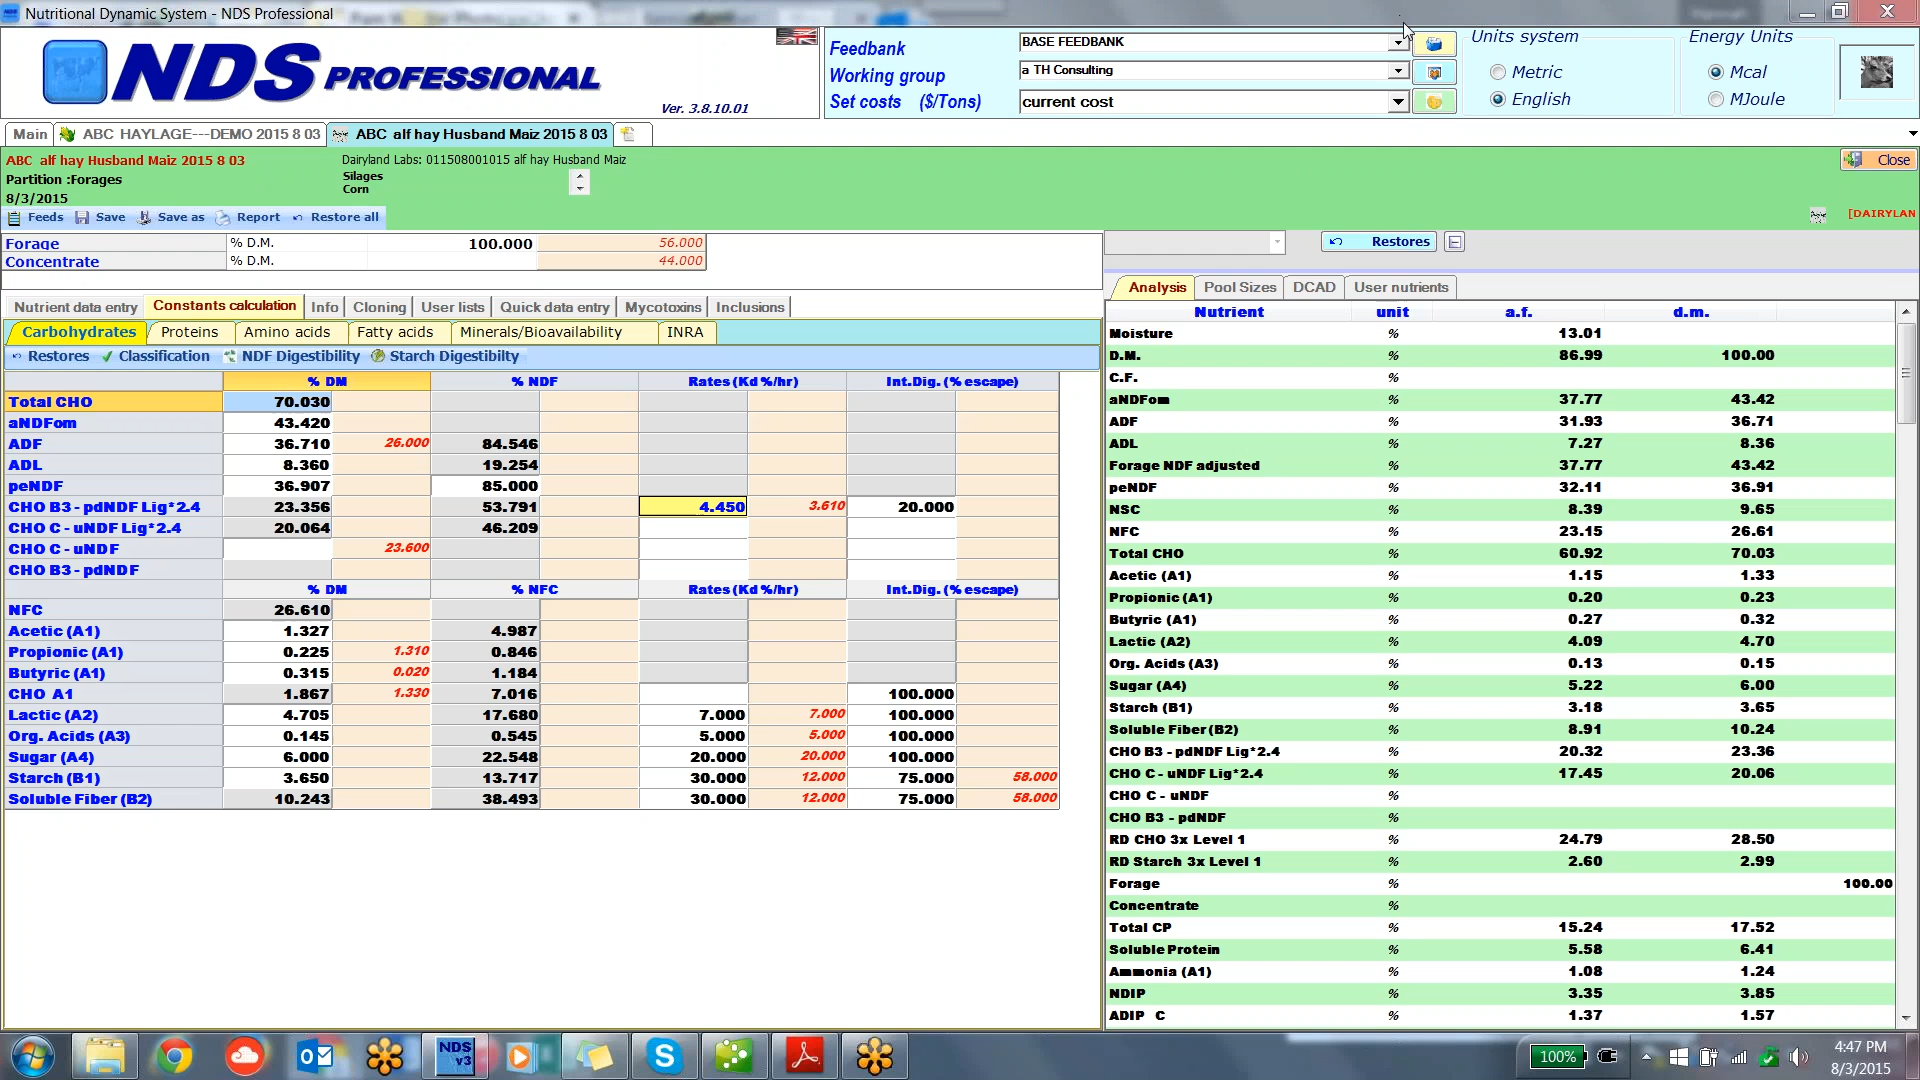 Nutritional Dynamic System - NDS Professional
NDS PROFESSIONAL
Ver. 3.8.10.01
Feedbank BASE FEEDBANK
Working group a TH Consulting
Set costs ($/Tons) current cost
Units system
Metric
English
Energy Units
Mcal
MJoule
Main ABC HAYLAGE---DEMO 2015 8 03 ABC alf hay Husband Maiz 2015 8 03
ABC alf hay Husband Maiz 2015 8 03
Partition :Forages
8/3/2015
Dairyland Labs: 011508001015 alf hay Husband Maiz
Silages
Corn
Close
[DAIRYLAN
Feeds Save Save as Report Restore all
Forage % D.M. 100.000 56.000
Concentrate % D.M. 44.000
Restores
Nutrient data entry Constants calculation Info Cloning User lists Quick data entry Mycotoxins Inclusions
Carbohydrates Proteins Amino acids Fatty acids Minerals/Bioavailability INRA
Restores Classification NDF Digestibility Starch Digestibilty
% DM % NDF Rates (Kd %/hr) Int.Dig. (% escape)
Total CHO 70.030
aNDFom 43.420
ADF 36.710 26.000 84.546
ADL 8.360 19.254
peNDF 36.907 85.000
CHO B3 - pdNDF Lig*2.4 23.356 53.791 4.450 3.610 20.000
CHO C - uNDF Lig*2.4 20.064 46.209
CHO C - uNDF 23.600
CHO B3 - pdNDF
% DM % NFC Rates (Kd %/hr) Int.Dig. (% escape)
NFC 26.610
Acetic (A1) 1.327 4.987
Propionic (A1) 0.225 1.310 0.846
Butyric (A1) 0.315 0.020 1.184
CHO A1 1.867 1.330 7.016 100.000
Lactic (A2) 4.705 17.680 7.000 7.000 100.000
Org. Acids (A3) 0.145 0.545 5.000 5.000 100.000
Sugar (A4) 6.000 22.548 20.000 20.000 100.000
Starch (B1) 3.650 13.717 30.000 12.000 75.000 58.000
Soluble Fiber (B2) 10.243 38.493 30.000 12.000 75.000 58.000
Analysis Pool Sizes DCAD User nutrients
Nutrient unit a.f. d.m.
Moisture % 13.01
D.M. % 86.99 100.00
C.F. %
aNDFom % 37.77 43.42
ADF % 31.93 36.71
ADL % 7.27 8.36
Forage NDF adjusted % 37.77 43.42
peNDF % 32.11 36.91
NSC % 8.39 9.65
NFC % 23.15 26.61
Total CHO % 60.92 70.03
Acetic (A1) % 1.15 1.33
Propionic (A1) % 0.20 0.23
Butyric (A1) % 0.27 0.32
Lactic (A2) % 4.09 4.70
Org. Acids (A3) % 0.13 0.15
Sugar (A4) % 5.22 6.00
Starch (B1) % 3.18 3.65
Soluble Fiber(B2) % 8.91 10.24
CHO B3 - pdNDF Lig*2.4 % 20.32 23.36
CHO C - uNDF Lig*2.4 % 17.45 20.06
CHO C - uNDF %
CHO B3 - pdNDF %
RD CHO 3x Level 1 % 24.79 28.50
RD Starch 3x Level 1 % 2.60 2.99
Forage % 100.00
Concentrate %
Total CP % 15.24 17.52
Soluble Protein % 5.58 6.41
Ammonia (A1) % 1.08 1.24
NDIP % 3.35 3.85
ADIP C % 1.37 1.57
NDS v3
100%
4:47 PM
8/3/2015